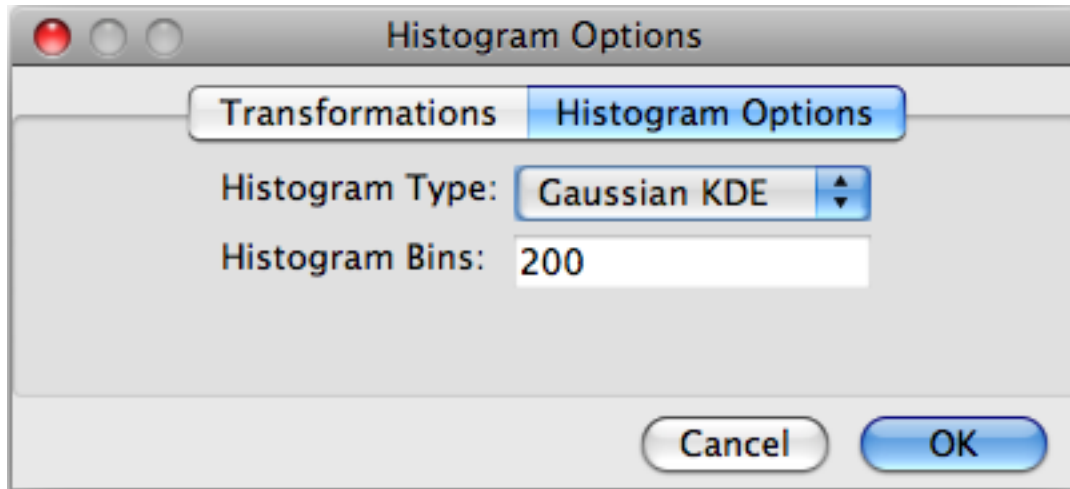 Histogram Options
Transformations Histogram Options
Histogram Type: Gaussian KDE
Histogram Bins: 200
Cancel OK